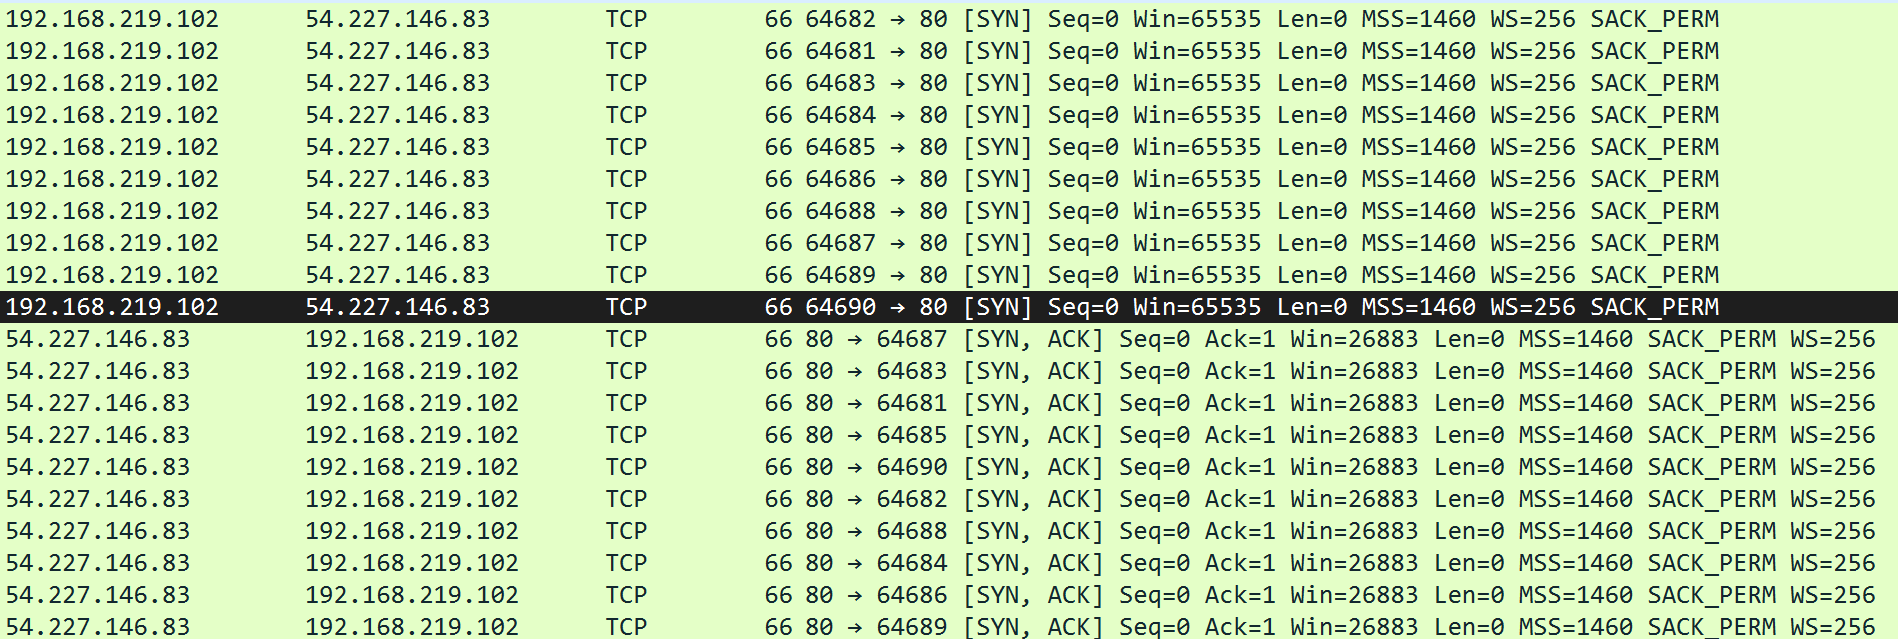 192.168.219.102 54.227.146.83 TCP 66 64682 → 80 [SYN] Seq=0 Win=65535 Len=0 MSS=1460 WS=256 SACK_PERM
192.168.219.102 54.227.146.83 TCP 66 64681 → 80 [SYN] Seq=0 Win=65535 Len=0 MSS=1460 WS=256 SACK_PERM
192.168.219.102 54.227.146.83 TCP 66 64683 → 80 [SYN] Seq=0 Win=65535 Len=0 MSS=1460 WS=256 SACK_PERM
192.168.219.102 54.227.146.83 TCP 66 64684 → 80 [SYN] Seq=0 Win=65535 Len=0 MSS=1460 WS=256 SACK_PERM
192.168.219.102 54.227.146.83 TCP 66 64685 → 80 [SYN] Seq=0 Win=65535 Len=0 MSS=1460 WS=256 SACK_PERM
192.168.219.102 54.227.146.83 TCP 66 64686 → 80 [SYN] Seq=0 Win=65535 Len=0 MSS=1460 WS=256 SACK_PERM
192.168.219.102 54.227.146.83 TCP 66 64688 → 80 [SYN] Seq=0 Win=65535 Len=0 MSS=1460 WS=256 SACK_PERM
192.168.219.102 54.227.146.83 TCP 66 64687 → 80 [SYN] Seq=0 Win=65535 Len=0 MSS=1460 WS=256 SACK_PERM
192.168.219.102 54.227.146.83 TCP 66 64689 → 80 [SYN] Seq=0 Win=65535 Len=0 MSS=1460 WS=256 SACK_PERM
192.168.219.102 54.227.146.83 TCP 66 64690 → 80 [SYN] Seq=0 Win=65535 Len=0 MSS=1460 WS=256 SACK_PERM
54.227.146.83 192.168.219.102 TCP 66 80 → 64687 [SYN, ACK] Seq=0 Ack=1 Win=26883 Len=0 MSS=1460 SACK_PERM WS=256
54.227.146.83 192.168.219.102 TCP 66 80 → 64683 [SYN, ACK] Seq=0 Ack=1 Win=26883 Len=0 MSS=1460 SACK_PERM WS=256
54.227.146.83 192.168.219.102 TCP 66 80 → 64681 [SYN, ACK] Seq=0 Ack=1 Win=26883 Len=0 MSS=1460 SACK_PERM WS=256
54.227.146.83 192.168.219.102 TCP 66 80 → 64685 [SYN, ACK] Seq=0 Ack=1 Win=26883 Len=0 MSS=1460 SACK_PERM WS=256
54.227.146.83 192.168.219.102 TCP 66 80 → 64690 [SYN, ACK] Seq=0 Ack=1 Win=26883 Len=0 MSS=1460 SACK_PERM WS=256
54.227.146.83 192.168.219.102 TCP 66 80 → 64682 [SYN, ACK] Seq=0 Ack=1 Win=26883 Len=0 MSS=1460 SACK_PERM WS=256
54.227.146.83 192.168.219.102 TCP 66 80 → 64688 [SYN, ACK] Seq=0 Ack=1 Win=26883 Len=0 MSS=1460 SACK_PERM WS=256
54.227.146.83 192.168.219.102 TCP 66 80 → 64684 [SYN, ACK] Seq=0 Ack=1 Win=26883 Len=0 MSS=1460 SACK_PERM WS=256
54.227.146.83 192.168.219.102 TCP 66 80 → 64686 [SYN, ACK] Seq=0 Ack=1 Win=26883 Len=0 MSS=1460 SACK_PERM WS=256
54.227.146.83 192.168.219.102 TCP 66 80 → 64689 [SYN, ACK] Seq=0 Ack=1 Win=26883 Len=0 MSS=1460 SACK_PERM WS=256